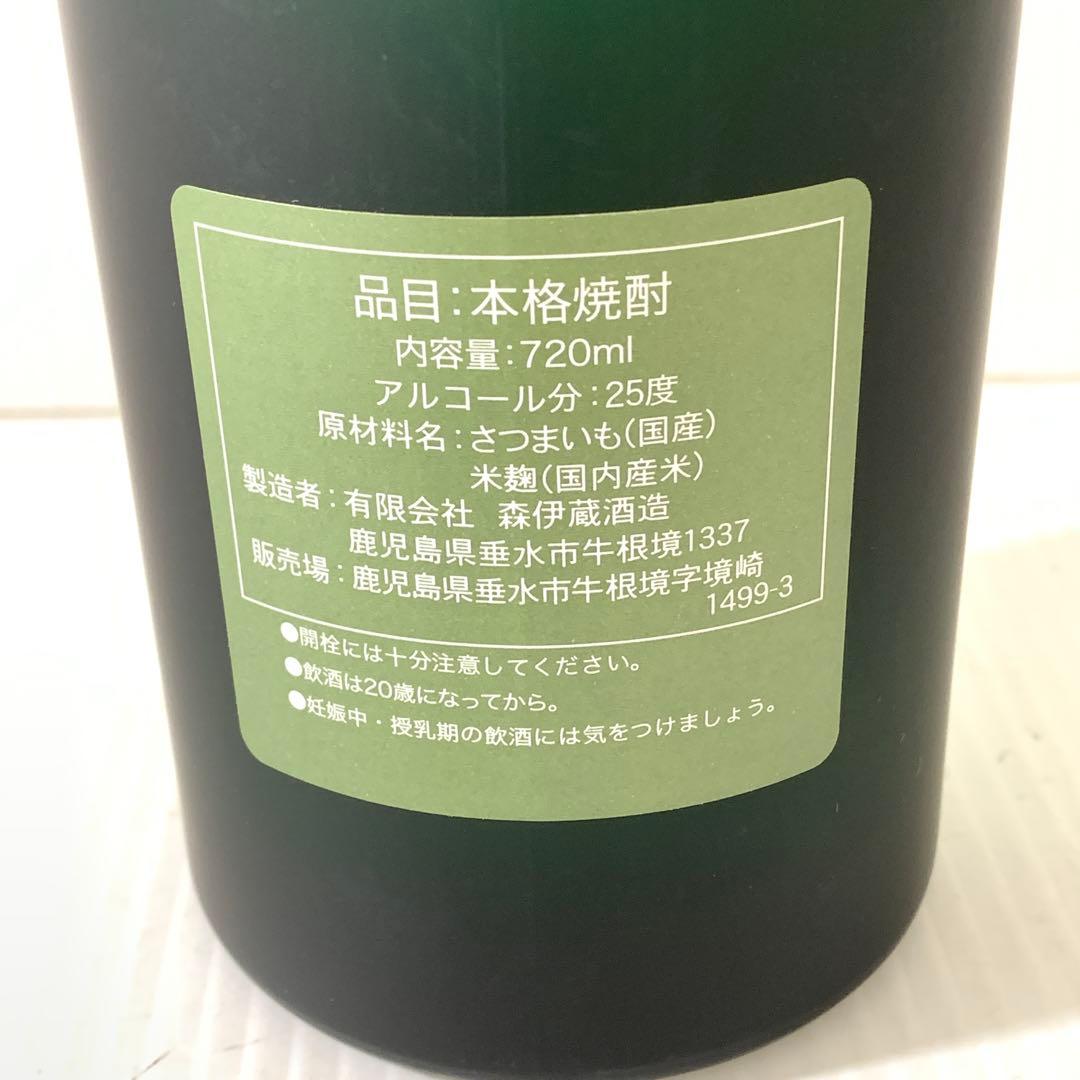 品目：本格焼酎
内容量：720ml
アルコール分：25度
原材料名：さつまいも（国産）
米麹（国内産米）
製造者：有限会社　森伊蔵酒造
鹿児島県垂水市牛根境1337
販売場：鹿児島県垂水市牛根境字境崎
1499-3
●開栓には十分注意してください。
●飲酒は20歳になってから。
●妊娠中・授乳期の飲酒には気をつけましょう。